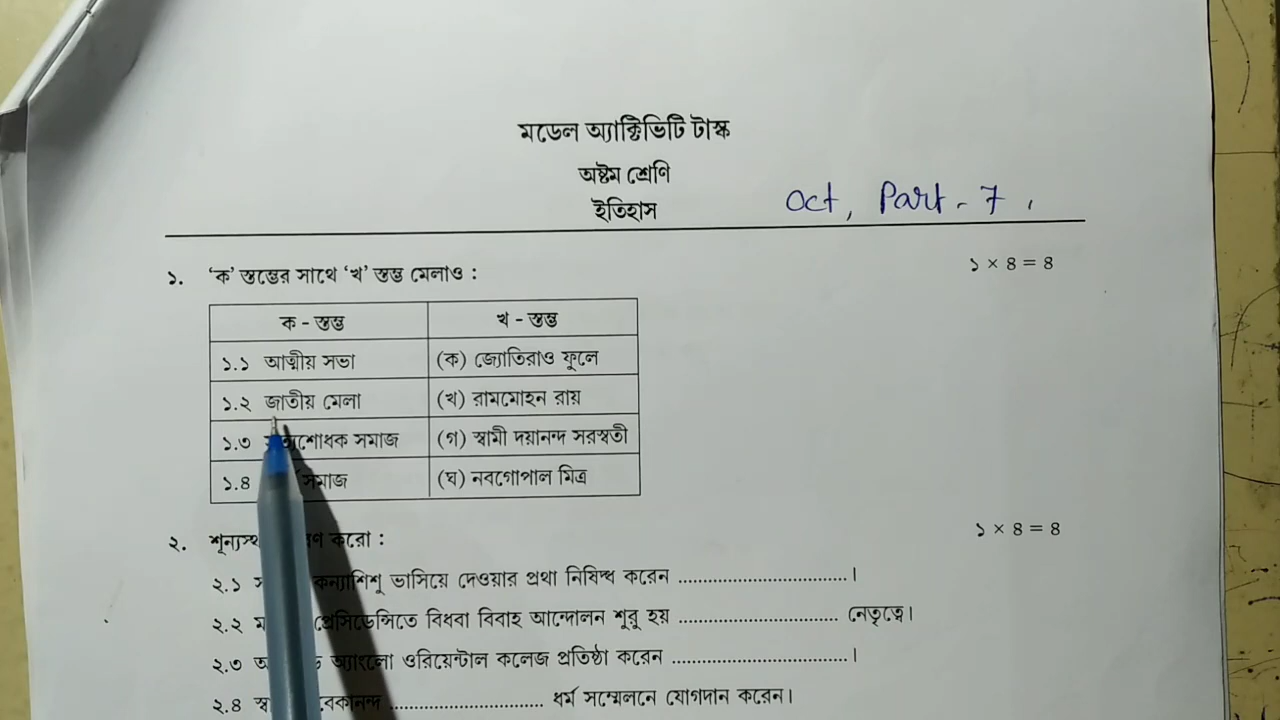 মডেল অ্যাক্টিভিটি টাস্ক
অষ্টম শ্রেণি
ইতিহাস
Oct, Part - 7
১. 'ক' স্তম্ভের সাথে 'খ' স্তম্ভ মেলাও : ১ × ৪ = ৪
ক - স্তম্ভ খ - স্তম্ভ
১.১ আত্মীয় সভা (ক) জ্যোতিরাও ফুলে
১.২ জাতীয় মেলা (খ) রামমোহন রায়
১.৩ সমাজ (গ) স্বামী দয়ানন্দ সরস্বতী
১.৪ সমাজ (ঘ) নবগোপাল মিত্র
২. করো : ১ × ৪ = ৪
২.১ কন্যাশিশু ভাসিয়ে দেওয়ার প্রথা নিষিদ্ধ করেন ................................।
২.২ প্রেসিডেন্সিতে বিধবা বিবাহ আন্দোলন শুরু হয় ................................ নেতৃত্বে।
২.৩ অ্যাংলো ওরিয়েন্টাল কলেজ প্রতিষ্ঠা করেন ................................।
২.৪ ................................ ধর্ম সম্মেলনে যোগদান করেন।